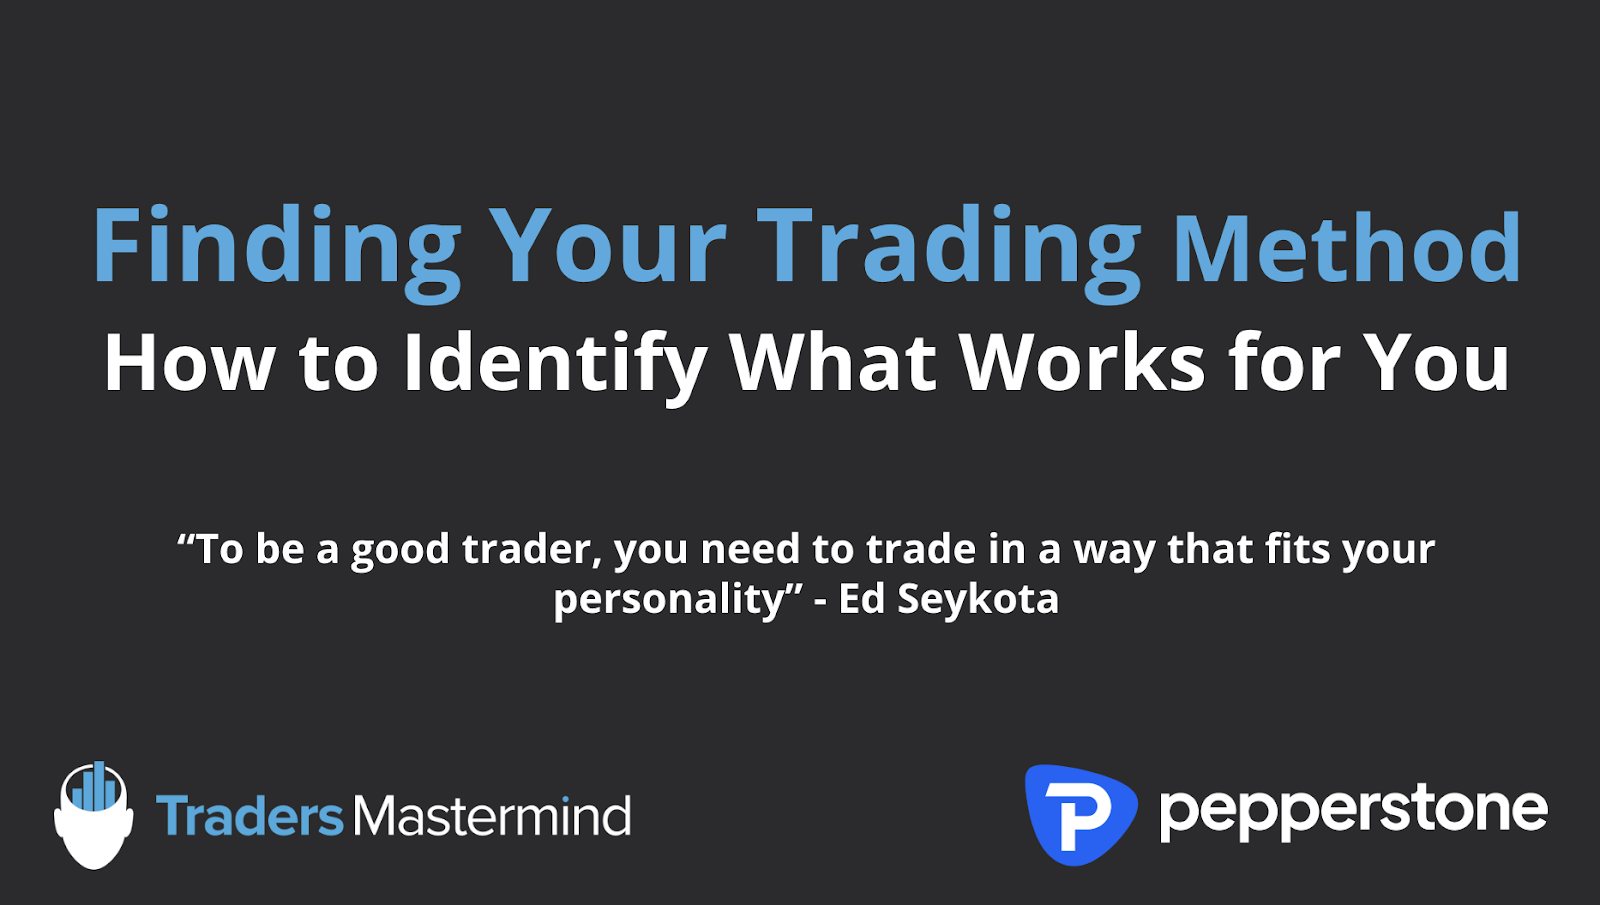 Finding Your Trading Method
How to Identify What Works for You
“To be a good trader, you need to trade in a way that fits your
personality” - Ed Seykota
Traders Mastermind
pepperstone